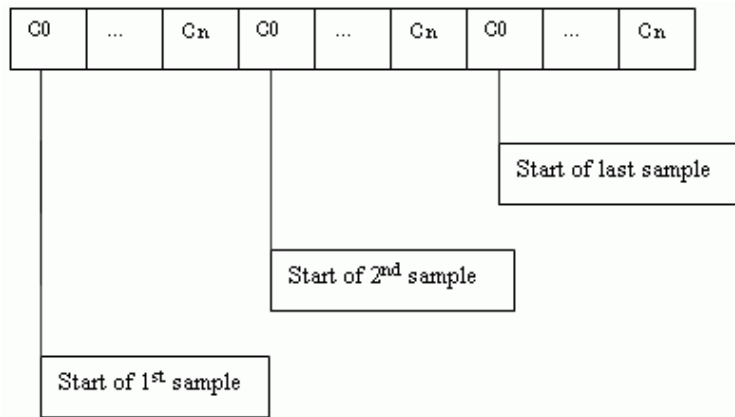 C0 ... Cn C0 ... Cn C0 ... Cn
Start of last sample
Start of 2nd sample
Start of 1st sample